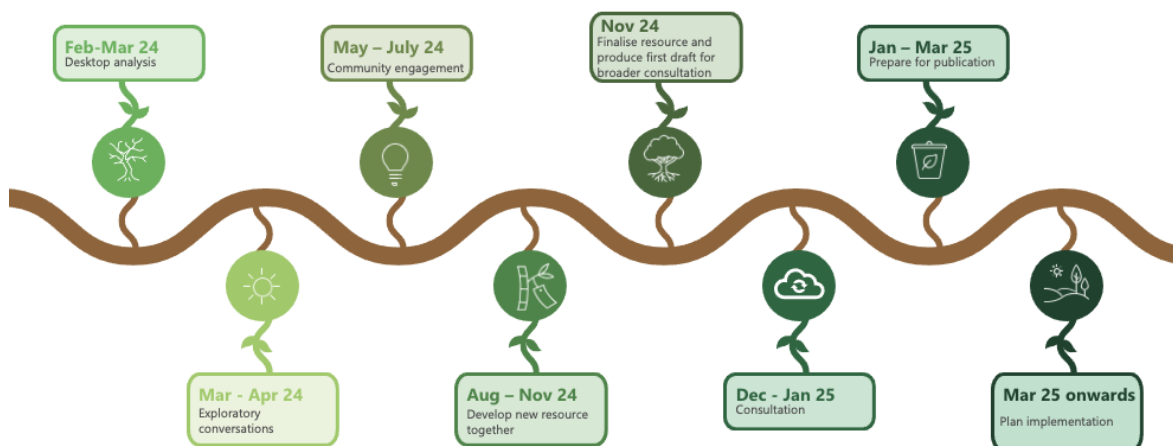 Feb-Mar 24
Desktop analysis
Mar - Apr 24
Exploratory
conversations
May – July 24
Community engagement
Aug – Nov 24
Develop new resource
together
Nov 24
Finalise resource and
produce first draft for
broader consultation
Dec - Jan 25
Consultation
Jan – Mar 25
Prepare for publication
Mar 25 onwards
Plan implementation